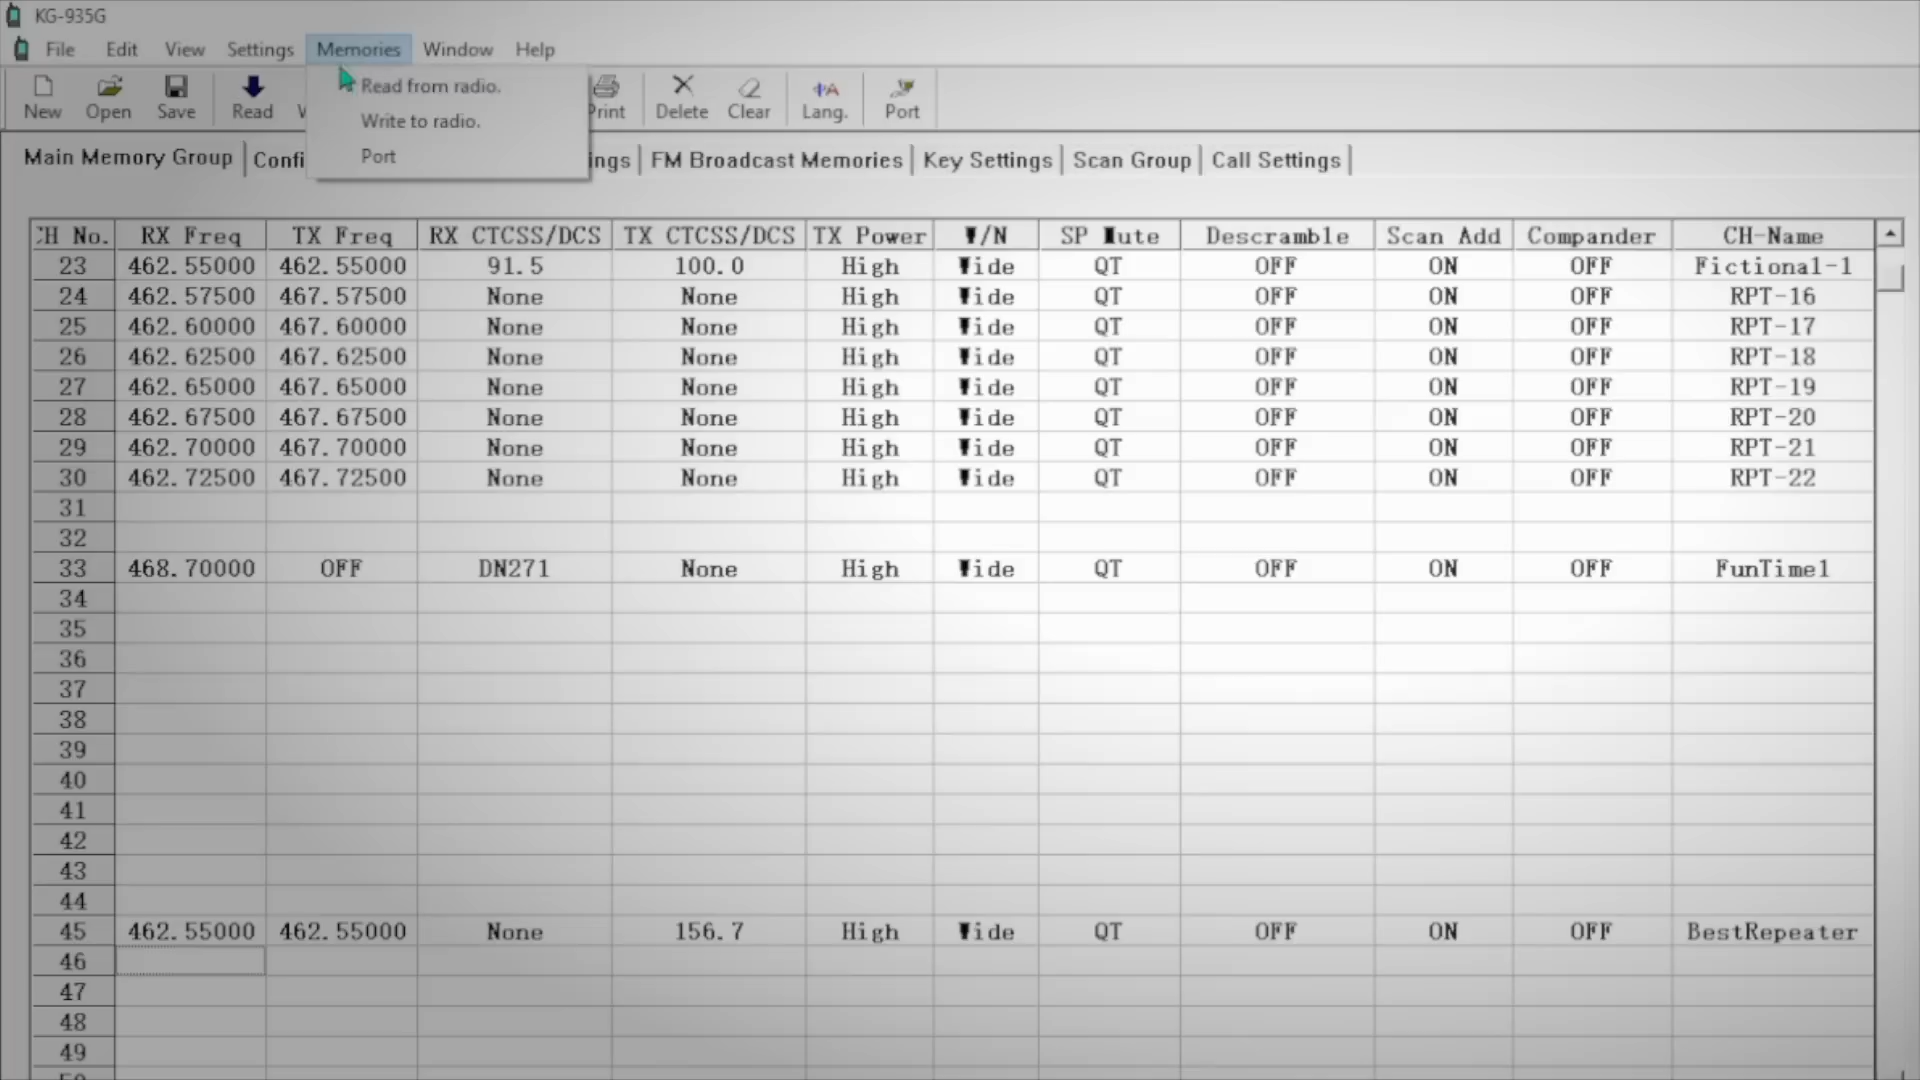 KG-935G
File Edit View Settings Memories Window Help
Read from radio.
Write to radio.
Port
New Open Save Read Print Delete Clear Lang. Port
Main Memory Group Confi ings FM Broadcast Memories Key Settings Scan Group Call Settings
CH No. RX Freq TX Freq RX CTCSS/DCS TX CTCSS/DCS TX Power W/N SP Mute Descramble Scan Add Compander CH-Name
23 462.55000 462.55000 91.5 100.0 High Wide QT OFF ON OFF Fictional-1
24 462.57500 467.57500 None None High Wide QT OFF ON OFF RPT-16
25 462.60000 467.60000 None None High Wide QT OFF ON OFF RPT-17
26 462.62500 467.62500 None None High Wide QT OFF ON OFF RPT-18
27 462.65000 467.65000 None None High Wide QT OFF ON OFF RPT-19
28 462.67500 467.67500 None None High Wide QT OFF ON OFF RPT-20
29 462.70000 467.70000 None None High Wide QT OFF ON OFF RPT-21
30 462.72500 467.72500 None None High Wide QT OFF ON OFF RPT-22
31
32
33 468.70000 OFF DN271 None High Wide QT OFF ON OFF FunTime1
34
35
36
37
38
39
40
41
42
43
44
45 462.55000 462.55000 None 156.7 High Wide QT OFF ON OFF BestRepeater
46
47
48
49